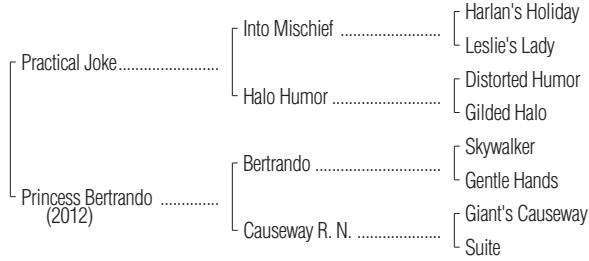 Harlan's Holiday
Into Mischief ....................
Leslie's Lady
Practical Joke....................
Distorted Humor
Halo Humor ......................
Gilded Halo
Skywalker
Bertrando .........................
Gentle Hands
Princess Bertrando ............
(2012)
Giant's Causeway
Causeway R. N. .................
Suite